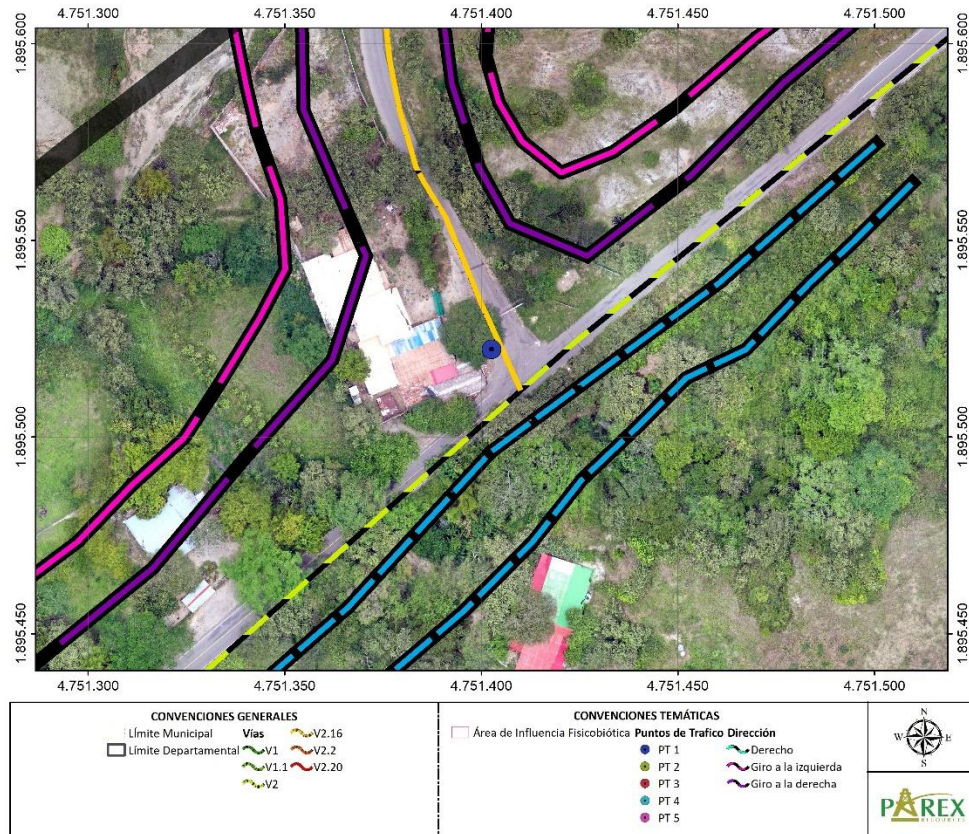 4.751.300 4.751.350 4.751.400 4.751.450 4.751.500
1.895.600 1.895.600
1.895.550 1.895.550
1.895.500 1.895.500
1.895.450 1.895.450
4.751.300 4.751.350 4.751.400 4.751.450 4.751.500
CONVENCIONES GENERALES
Límite Municipal
Límite Departamental
Vías
V1
V1.1
V2
V2.16
V2.2
V2.20
CONVENCIONES TEMÁTICAS
Área de Influencia Fisicobiótica
Puntos de Trafico
PT 1
PT 2
PT 3
PT 4
PT 5
Dirección
Derecho
Giro a la izquierda
Giro a la derecha
N
W E
S
PAREX
RESOURCES